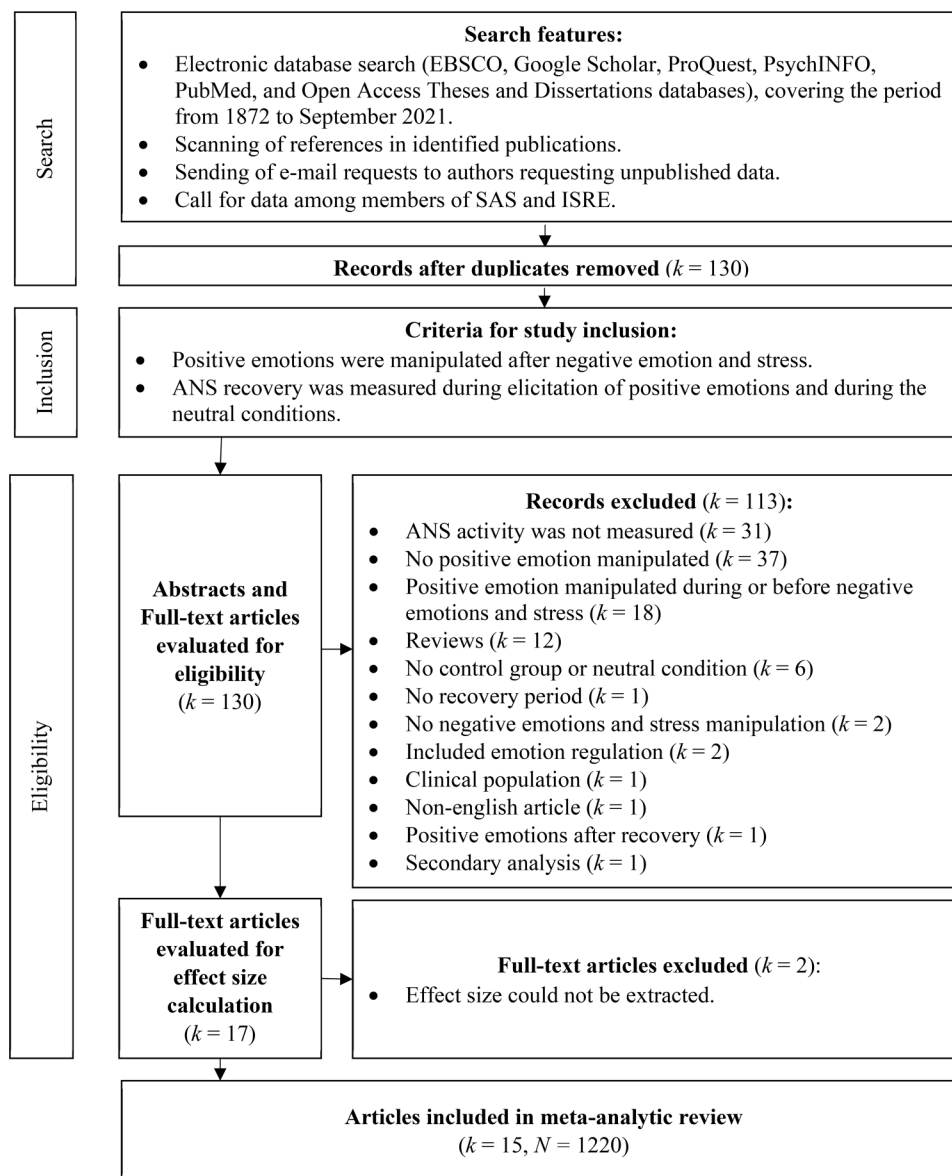 Search
Search features:
• Electronic database search (EBSCO, Google Scholar, ProQuest, PsychINFO,
PubMed, and Open Access Theses and Dissertations databases), covering the period
from 1872 to September 2021.
• Scanning of references in identified publications.
• Sending of e-mail requests to authors requesting unpublished data.
• Call for data among members of SAS and ISRE.
Records after duplicates removed (k = 130)
Inclusion
Criteria for study inclusion:
• Positive emotions were manipulated after negative emotion and stress.
• ANS recovery was measured during elicitation of positive emotions and during the
neutral conditions.
Eligibility
Abstracts and
Full-text articles
evaluated for
eligibility
(k = 130)
Records excluded (k = 113):
• ANS activity was not measured (k = 31)
• No positive emotion manipulated (k = 37)
• Positive emotion manipulated during or before negative
emotions and stress (k = 18)
• Reviews (k = 12)
• No control group or neutral condition (k = 6)
• No recovery period (k = 1)
• No negative emotions and stress manipulation (k = 2)
• Included emotion regulation (k = 2)
• Clinical population (k = 1)
• Non-english article (k = 1)
• Positive emotions after recovery (k = 1)
• Secondary analysis (k = 1)
Full-text articles
evaluated for
effect size
calculation
(k = 17)
Full-text articles excluded (k = 2):
• Effect size could not be extracted.
Articles included in meta-analytic review
(k = 15, N = 1220)